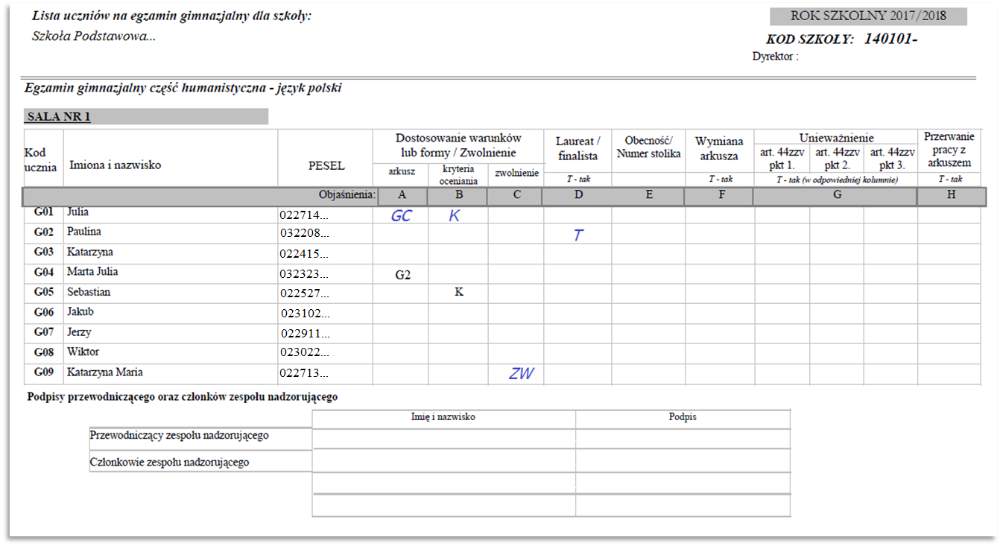 Lista uczniów na egzamin gimnazjalny dla szkoły:
ROK SZKOLNY 2017/2018
Szkoła Podstawowa...
KOD SZKOŁY: 140101-
Dyrektor :
Egzamin gimnazjalny część humanistyczna - język polski
SALA NR 1
Kod ucznia Imiona i nazwisko PESEL Dostosowanie warunków lub formy / Zwolnienie Laureat / finalista Obecność/ Numer stolika Wymiana arkusza Unieważnienie Przerwanie pracy z arkuszem
arkusz kryteria oceniania zwolnienie T - tak T - tak art. 44zzv pkt 1. art. 44zzv pkt 2. art. 44zzv pkt 3. T - tak (w odpowiedniej kolumnie) T - tak
Objaśnienia: A B C D E F G H
G01 Julia 022714... GC K
G02 Paulina 032208... T
G03 Katarzyna 022415...
G04 Marta Julia 032323... G2
G05 Sebastian 022527... K
G06 Jakub 023102...
G07 Jerzy 022911...
G08 Wiktor 023022...
G09 Katarzyna Maria 022713... ZW
Podpisy przewodniczącego oraz członków zespołu nadzorującego
Imię i nazwisko Podpis
Przewodniczący zespołu nadzorującego
Członkowie zespołu nadzorującego